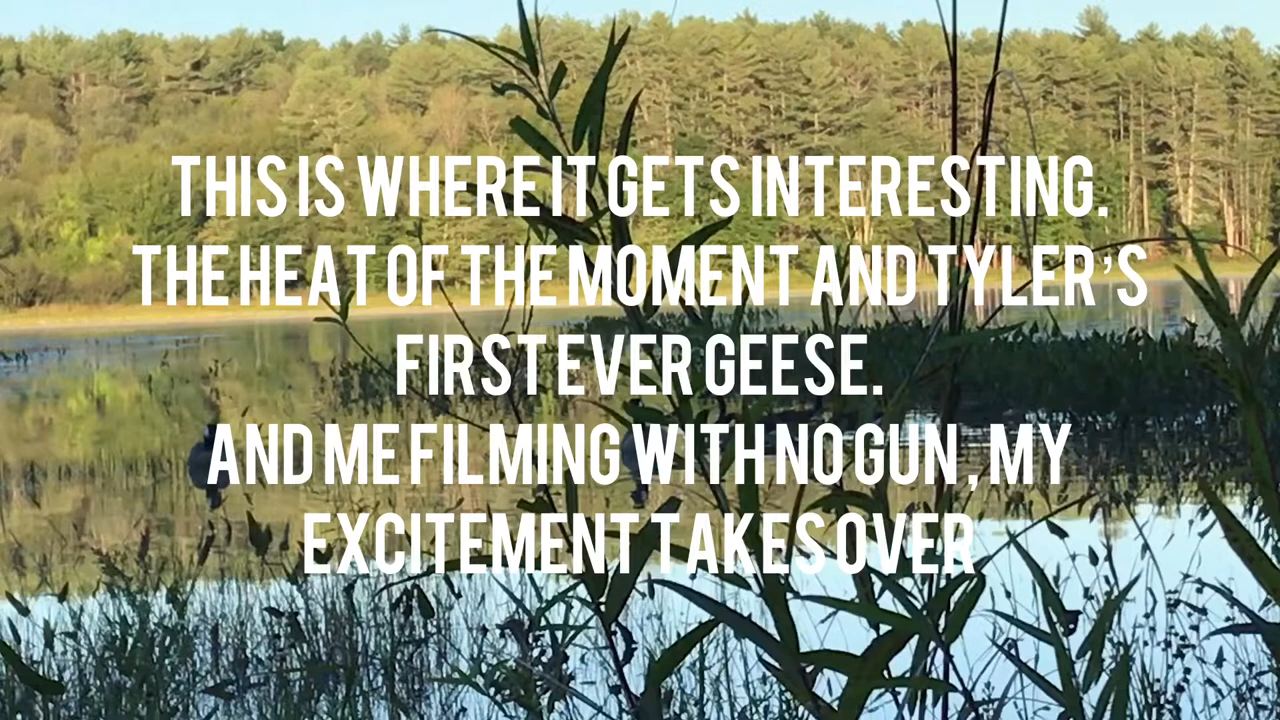 THIS IS WHERE IT GETS INTERESTING.
THE HEAT OF THE MOMENT AND TYLER'S
FIRST EVER GEESE.
AND ME FILMING WITH NO GUN , MY
EXCITEMENT TAKES OVER